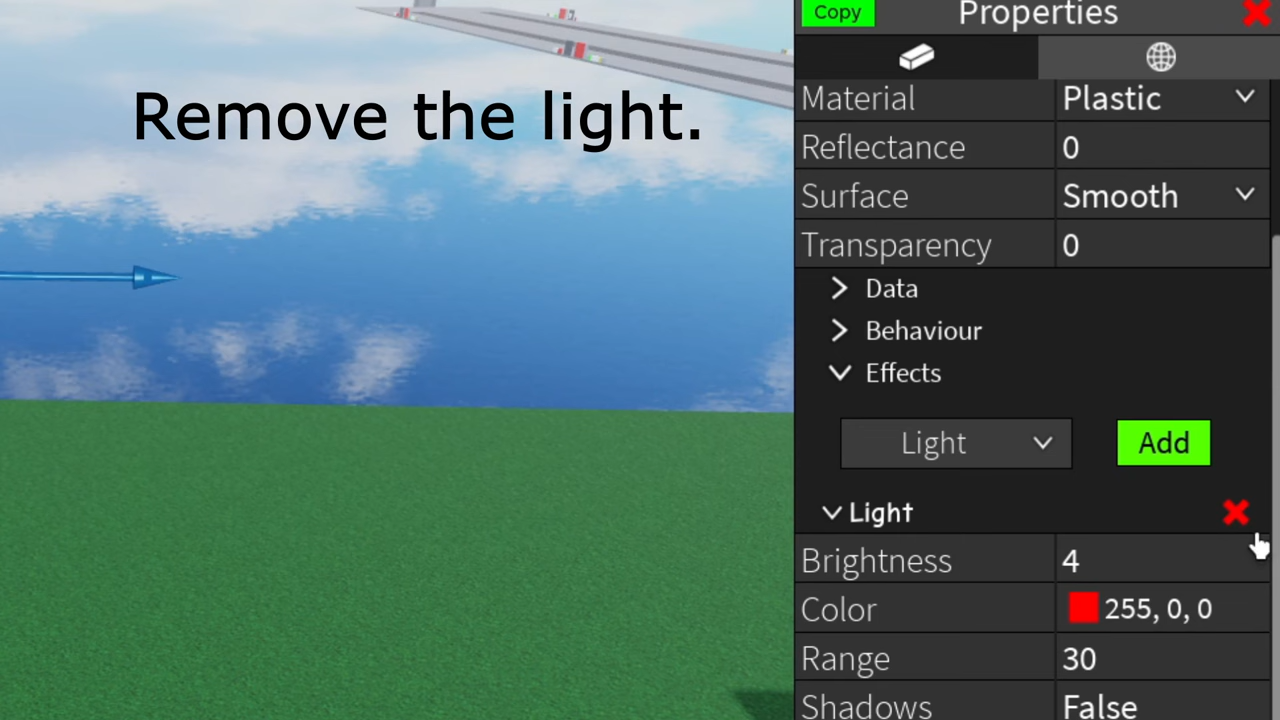 Copy
Properties
Remove the light.
Material Plastic
Reflectance 0
Surface Smooth
Transparency 0
Data
Behaviour
Effects
Light Add
Light
Brightness 4
Color 255, 0, 0
Range 30
Shadows False